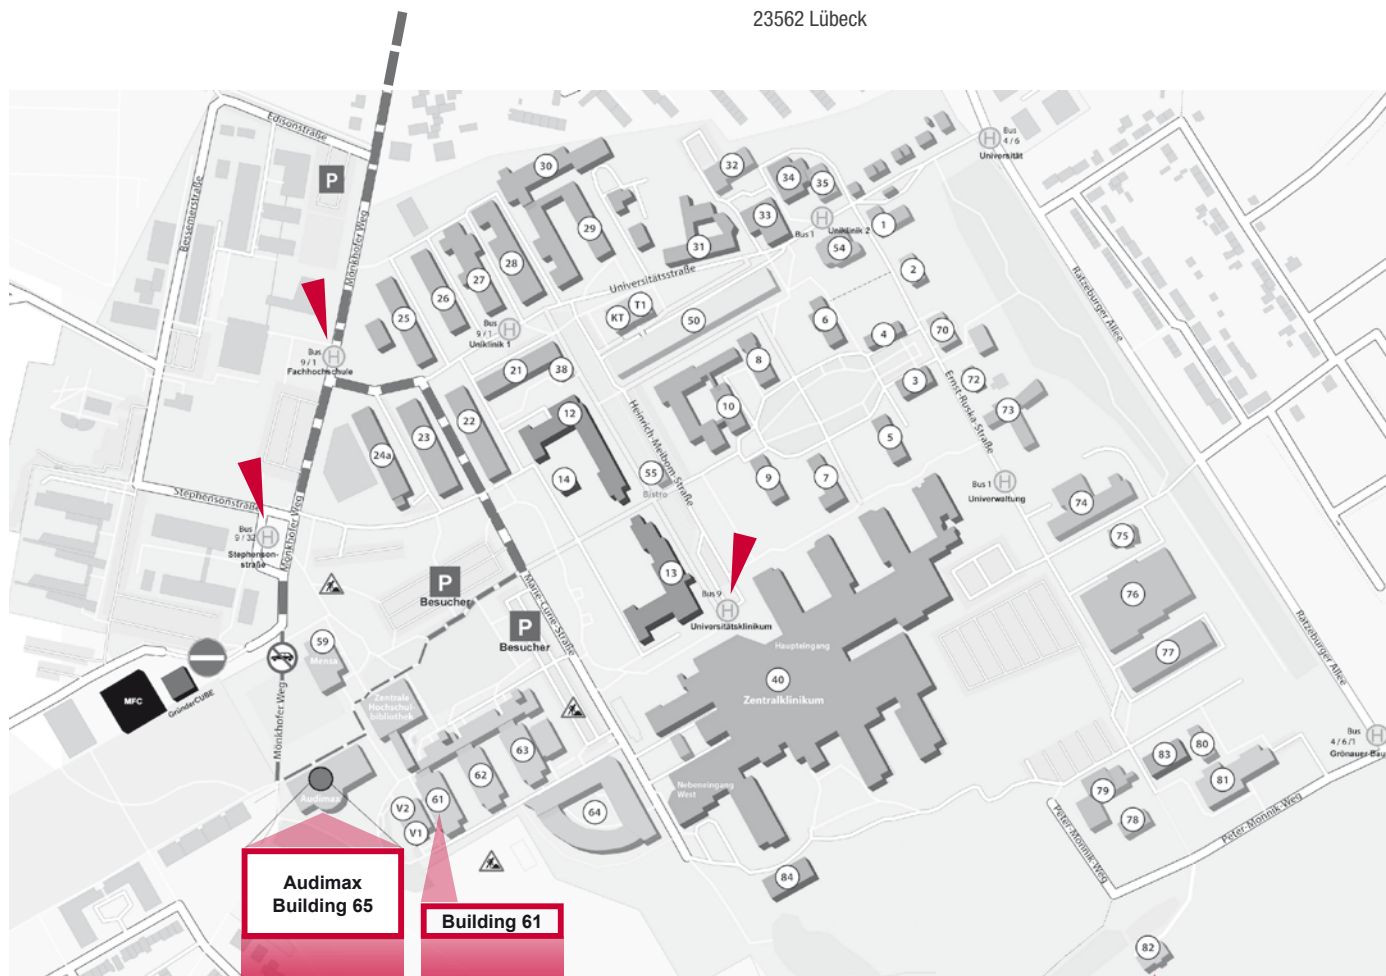 23562 Lübeck
Edisonstraße
Bessemerstraße
P
Mönkhofer Weg
Bus
4 / 6
H
Universität
30
32
34
35
29
33
H
Bus 1
Uniklinik 2
1
31
54
28
27
26
25
2
Universitätsstraße
Ratzeburger Allee
KT
T1
50
6
4
70
Bus
9 / 1
H
Uniklinik 1
Bus
9 / 1
H
Fachhochschule
21
38
8
3
72
73
Ernst-Ruska-Straße
12
10
22
23
24a
Heinrich-Meibom-Straße
5
14
55
Bistro
9
7
Bus 1
H
Univerwaltung
74
75
Stephensonstraße
Mönkhofer Weg
Bus
9 / 32
H
Stephenson-
straße
13
P
Besucher
Marie-Curie-Straße
Bus 9
H
Universitätsklinikum
76
P
Besucher
Haupteingang
59
Mensa
77
Ratzeburger Allee
40
Zentralklinikum
MFC
GründerCUBE
Mönkhofer Weg
Zentrale
Hochschul-
bibliothek
63
62
83
80
Bus
4 / 6 /1
H
Grönauer-Bau
81
Nebeneingang
West
79
78
Audimax
61
V2
V1
64
Peter-Monnik-Weg
Peter-Monnik-Weg
84
Audimax
Building 65
Building 61
82